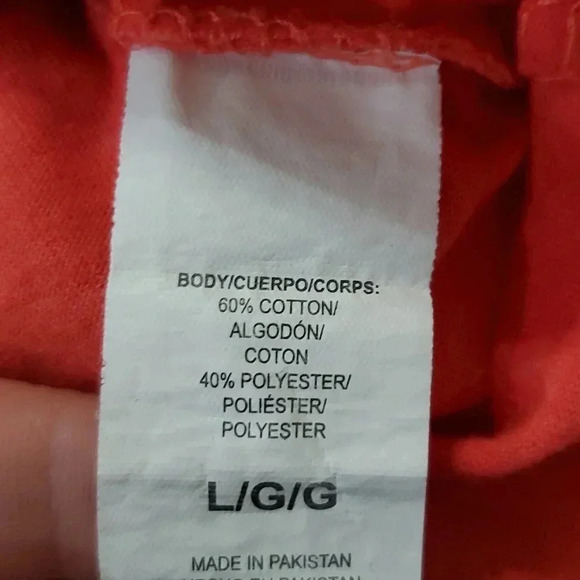 BODY/CUERPO/CORPS:
60% COTTON/
ALGODÓN/
COTON
40% POLYESTER/
POLIÉSTER/
POLYESTER
L/G/G
MADE IN PAKISTAN